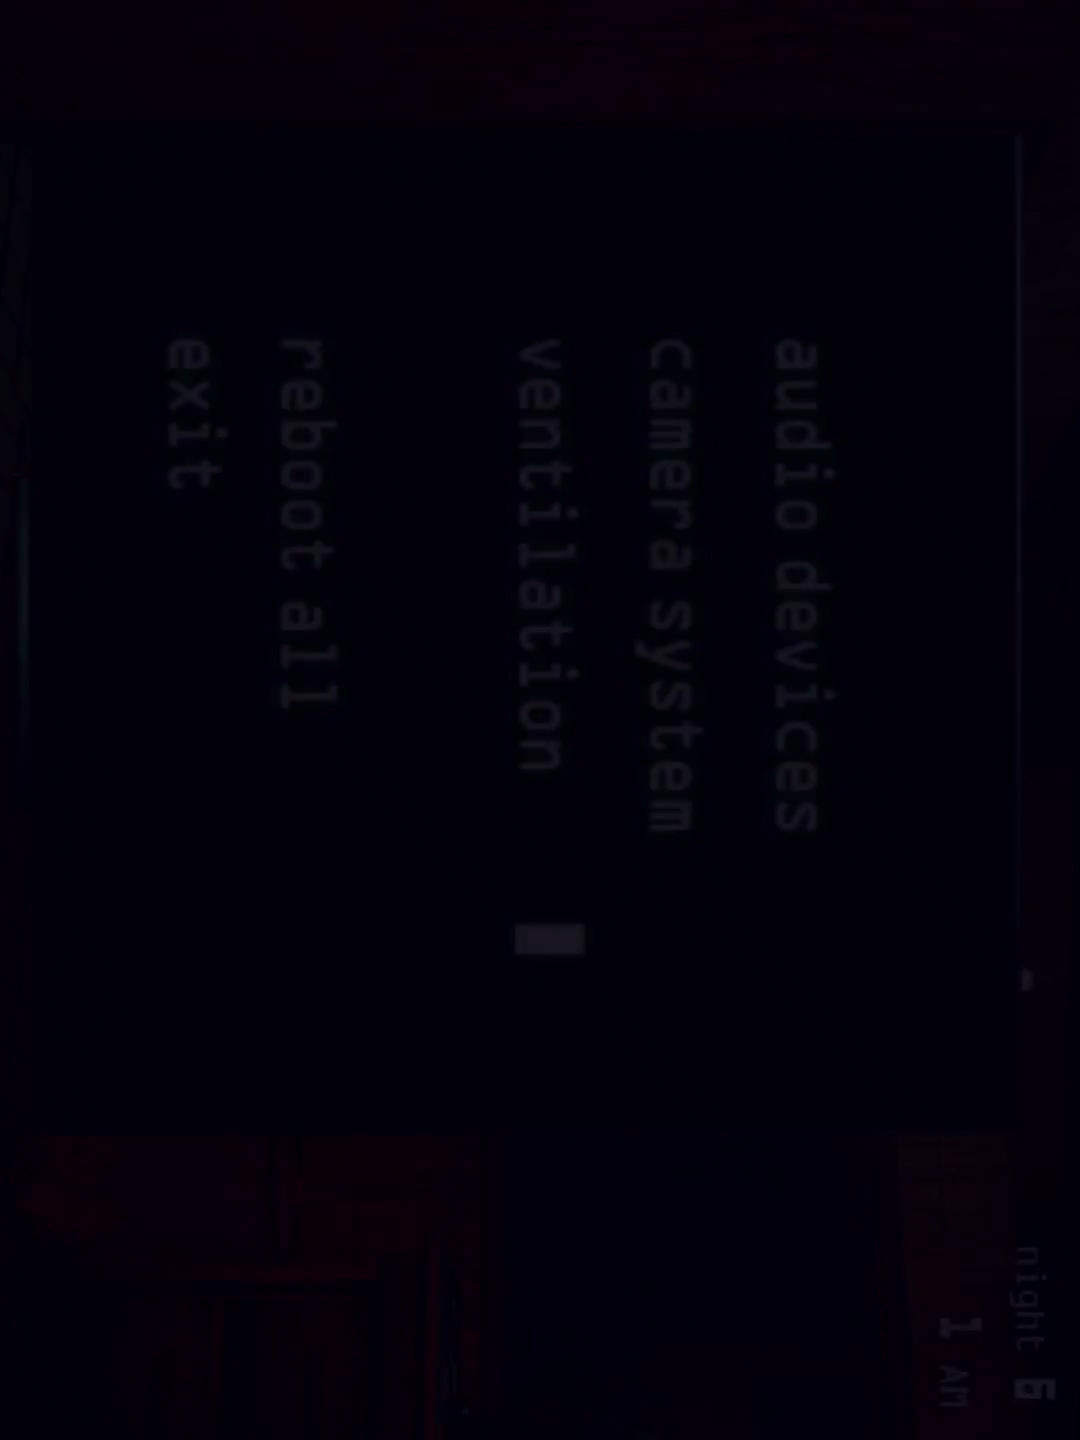 night 6
1 AM
audio devices
camera system
ventilation
reboot all
exit